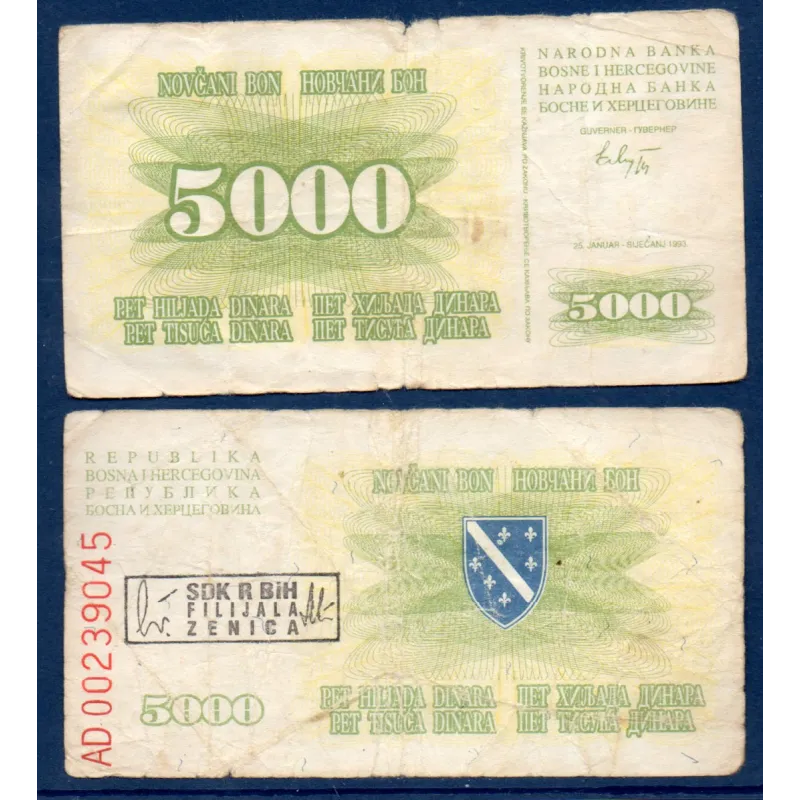 NOVČANI BON НОВЧАНИ БОН
5000
PET HILJADA DINARA ПЕТ ХИЉАДА ДИНАРА
PET TISUĆA DINARA ПЕТ ТИСУЋА ДИНАРА
NARODNA BANKA
BOSNE I HERCEGOVINE
НАРОДНА БАНКА
БОСНЕ И ХЕРЦЕГОВИНЕ
GUVERNER - ГУВЕРНЕР
25. JANUAR - SIJEČANJ 1993.
5000
REPUBLIKA
BOSNA I HERCEGOVINA
РЕПУБЛИКА
БОСНА И ХЕРЦЕГОВИНА
NOVČANI BON НОВЧАНИ БОН
AD 00239045
SDK R BiH
FILIJALA
ZENICA
5000
PET HILJADA DINARA ПЕТ ХИЉАДА ДИНАРА
PET TISUĆA DINARA ПЕТ ТИСУЋА ДИНАРА